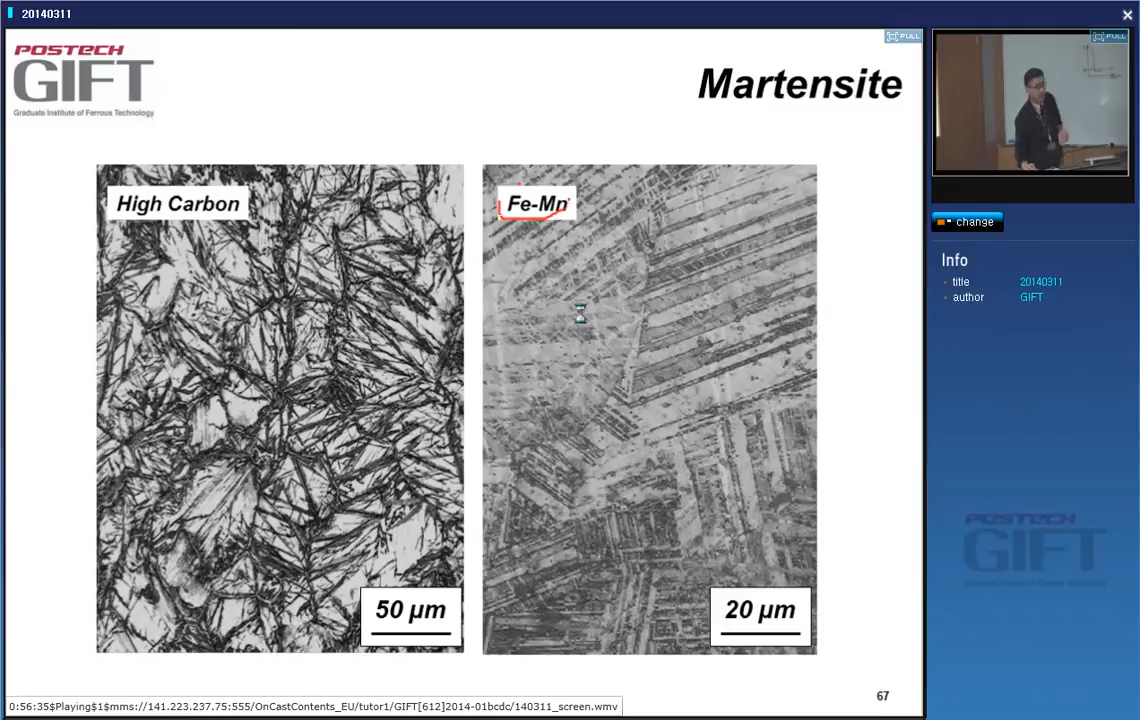 20140311
POSTECH
GIFT
Graduate Institute of Ferrous Technology
FULL
Martensite
High Carbon
Fe-Mn
50 μm
20 μm
67
0:56:35$Playing$1$mms://141.223.237.75:555/OnCastContents_EU/tutor1/GIFT[612]2014-01bcdc/140311_screen.wmv
FULL
change
Info
title 20140311
author GIFT
POSTECH
GIFT